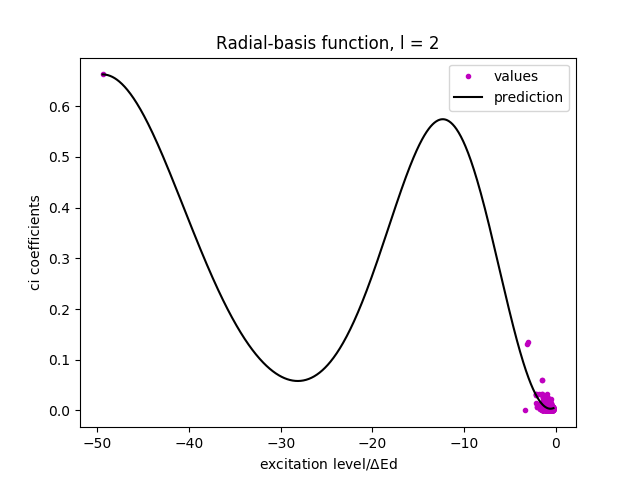 Radial-basis function, l = 2
values
prediction
ci coefficients
0.6
0.5
0.4
0.3
0.2
0.1
0.0
−50
−40
−30
−20
−10
0
excitation level/ΔEd